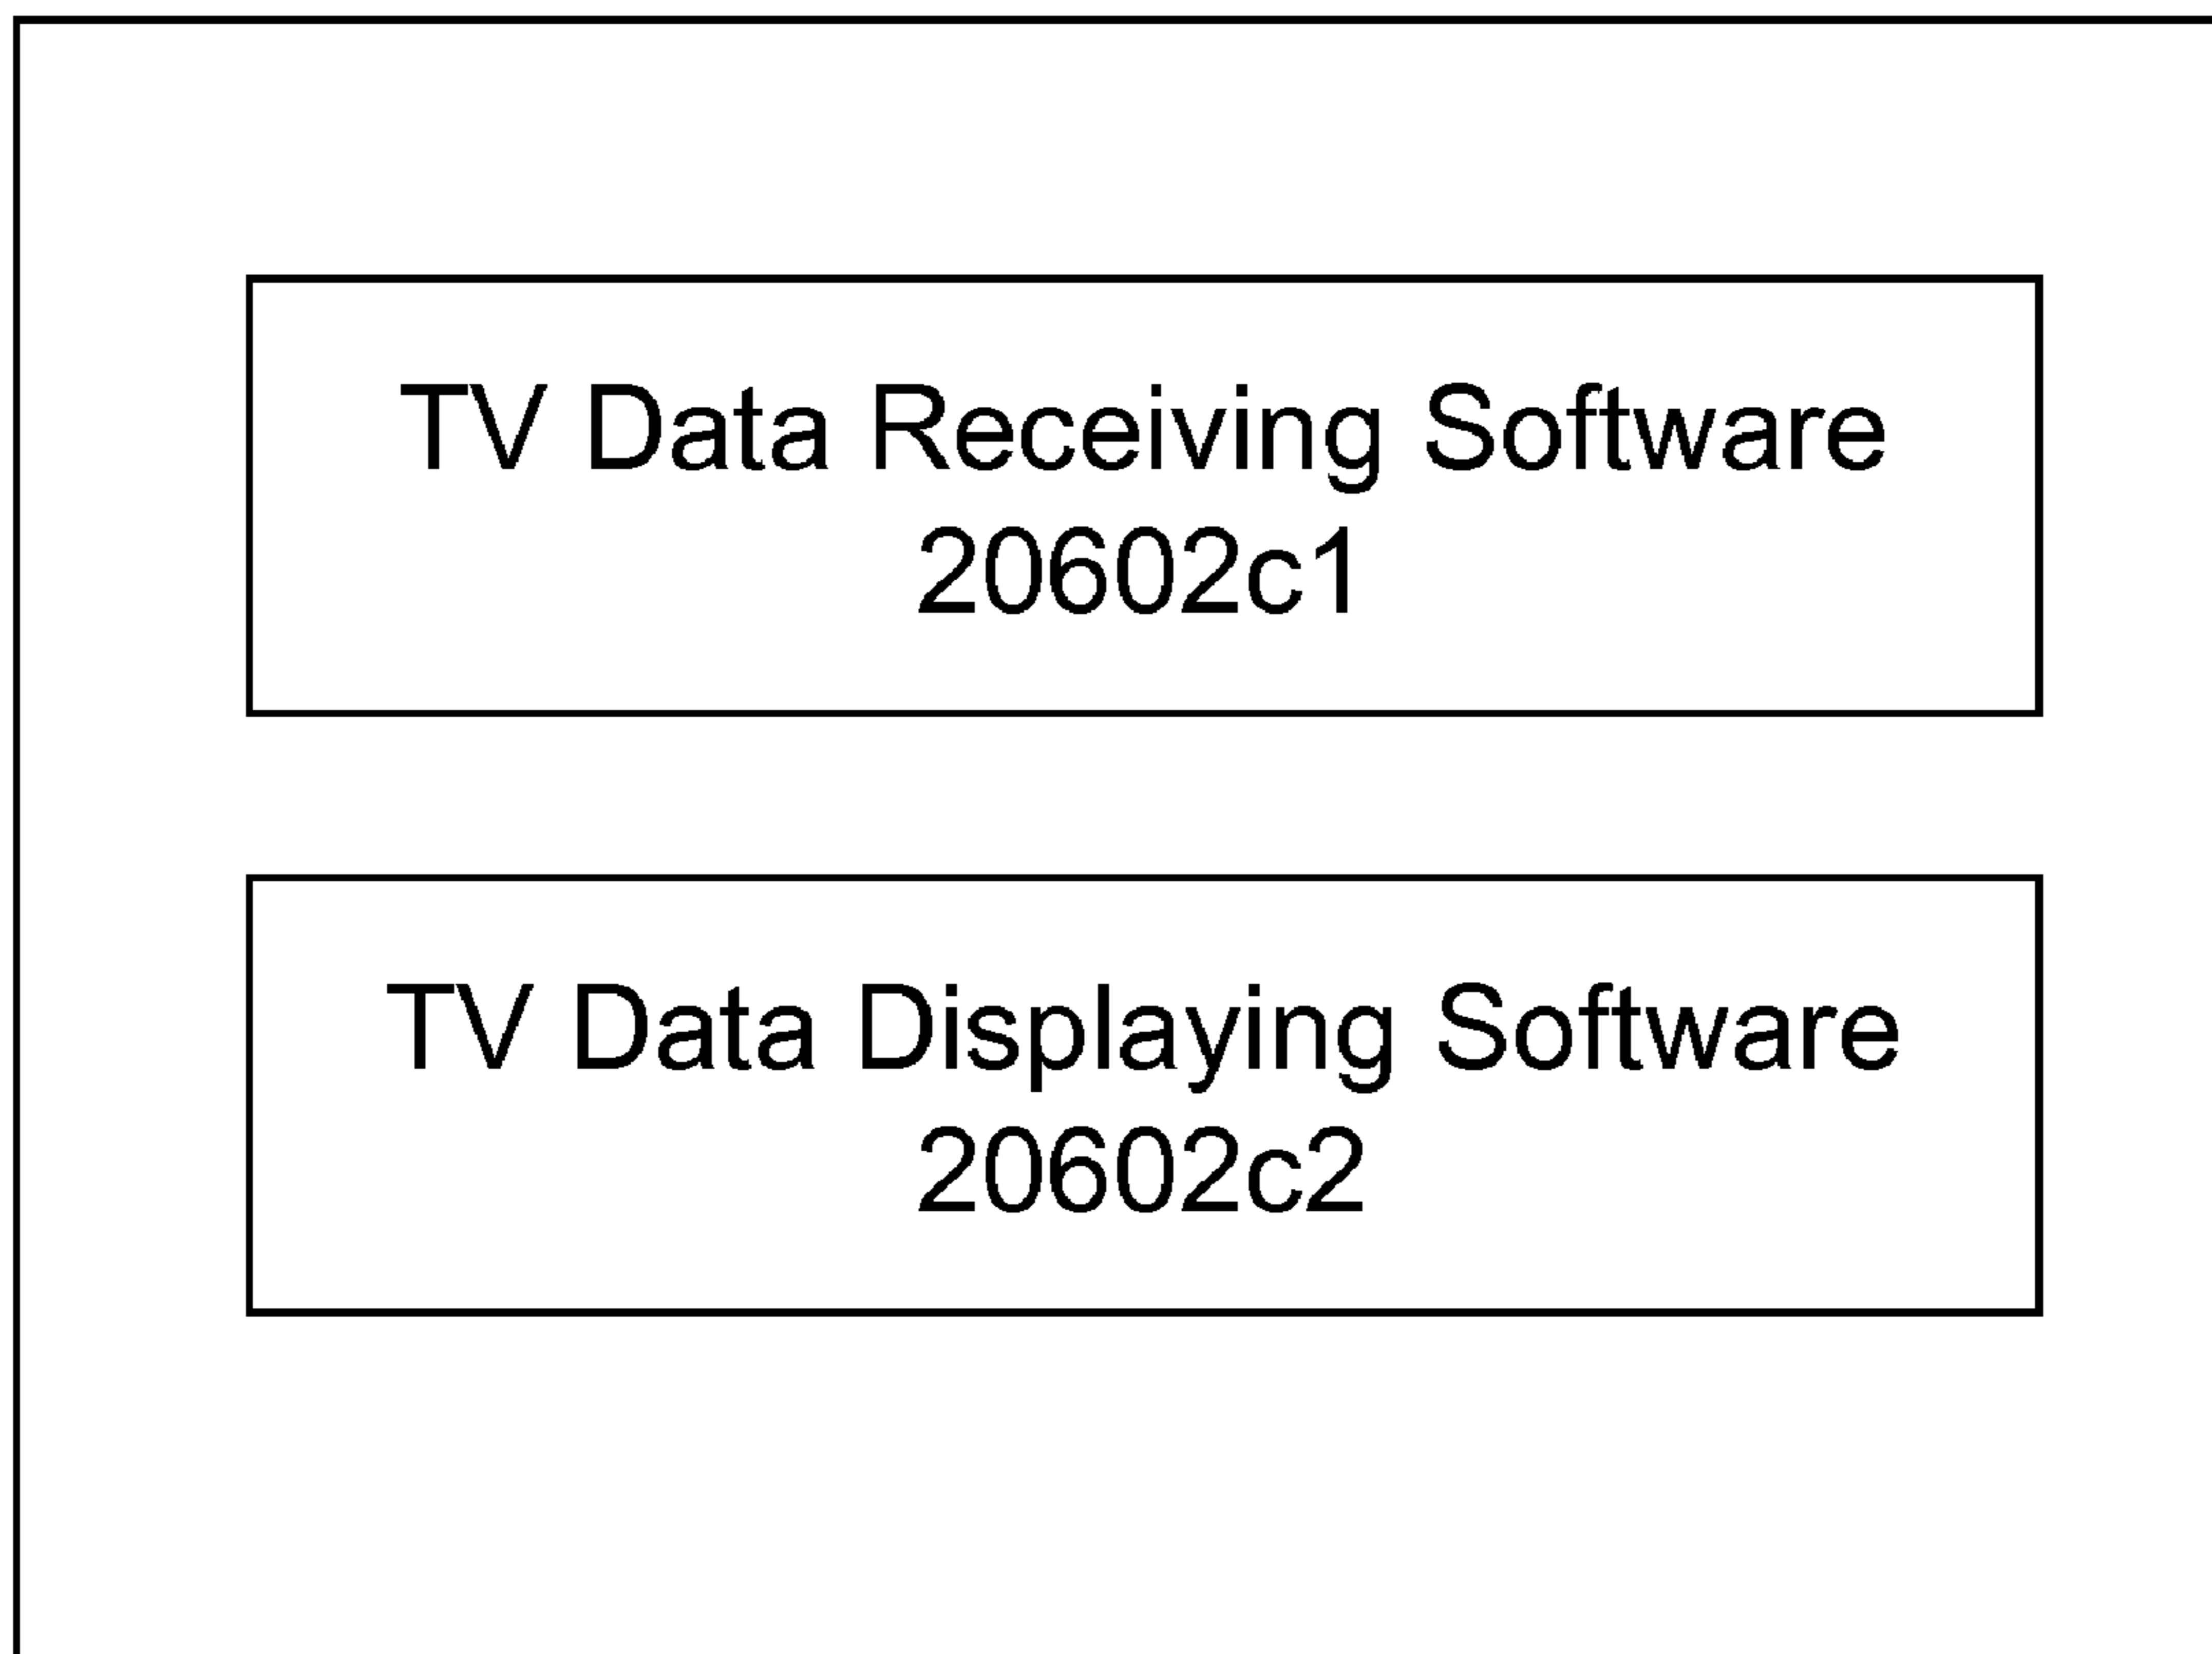 TV Data Receiving Software
20602c1
TV Data Displaying Software
20602c2